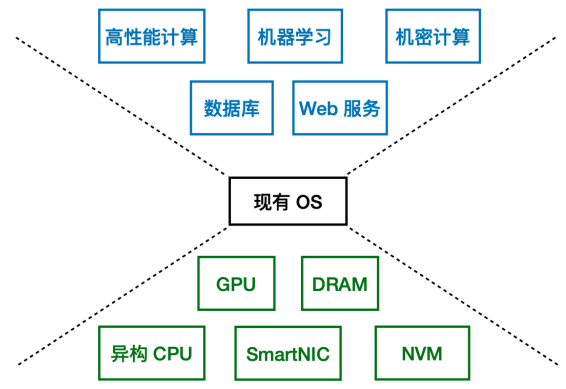 高性能计算
机器学习
机密计算
数据库
Web 服务
现有 OS
GPU
DRAM
异构 CPU
SmartNIC
NVM